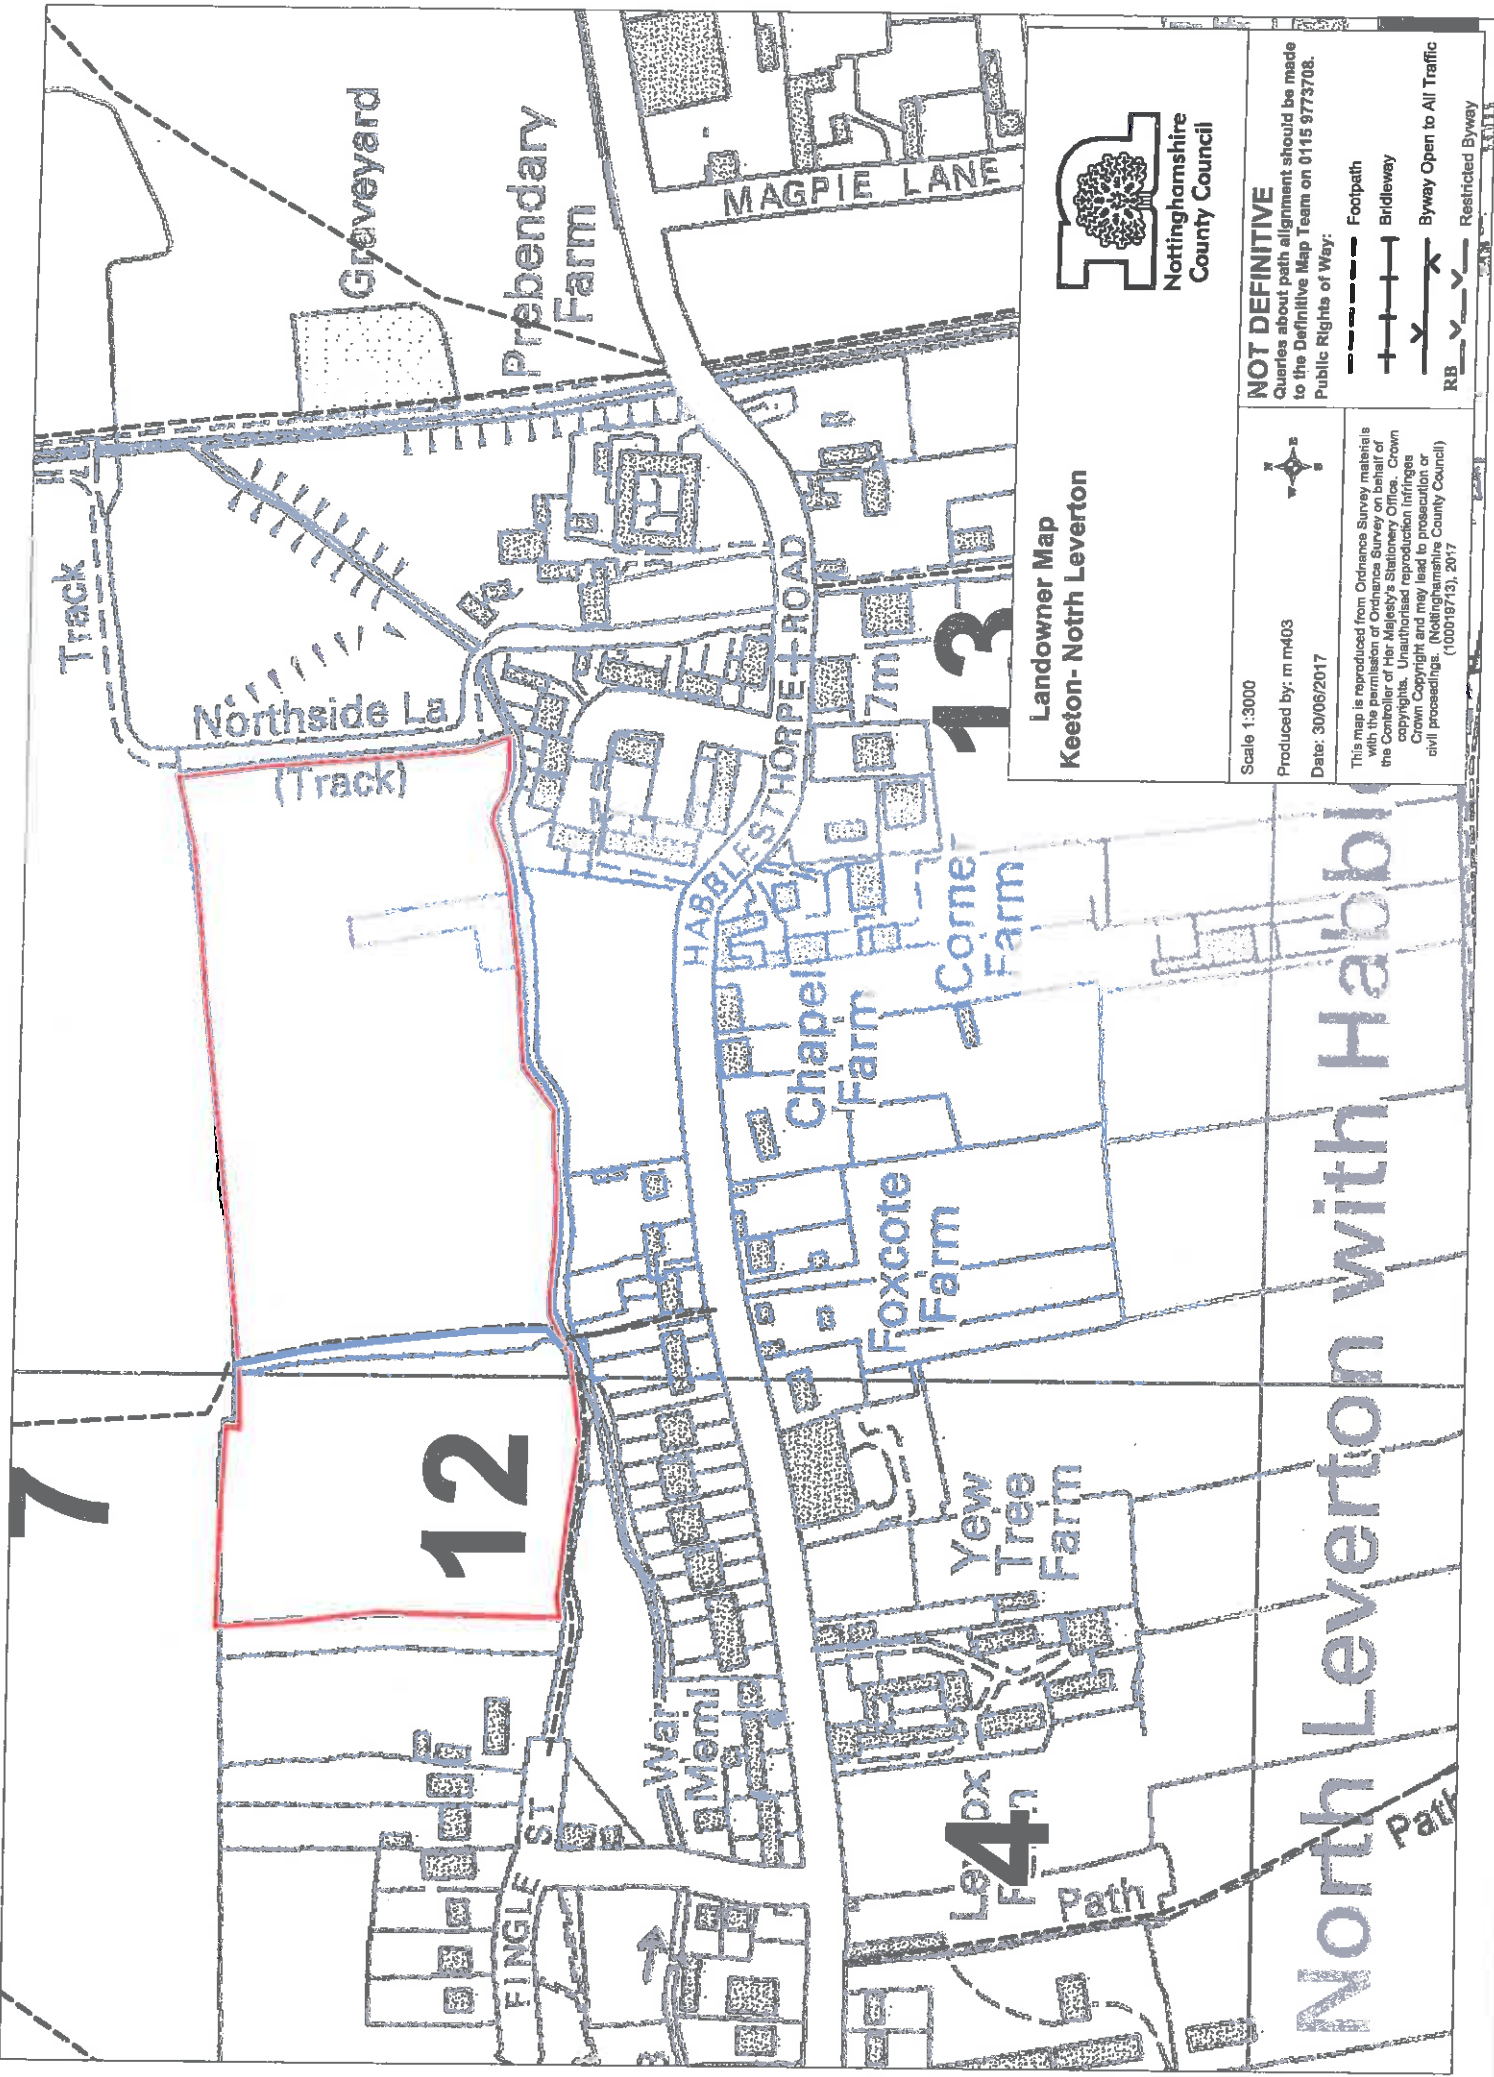 7
12
13
4
Track
Graveyard
Prebendary
Farm
Northside La
(Track)
MAGPIE LANE
HABBLESTHORPE ROAD
7m
Corne
Farm
Chapel
Farm
Foxcote
Farm
Yew
Tree
Farm
War
Meml
FINGLE ST
Path
Path
North Leverton with Habble
Landowner Map
Keeton- Notrh Leverton
Nottinghamshire
County Council
Scale 1:3000
Produced by: m m403
Date: 30/06/2017
N
E
S
W
This map is reproduced from Ordnance Survey materials
with the permission of Ordnance Survey on behalf of
the Controller of Her Majesty's Stationery Office. Crown
copyrights. Unauthorised reproduction infringes
Crown Copyright and may lead to prosecution or
civil proceedings. (Nottinghamshire County Council)
(100019713), 2017
NOT DEFINITIVE
Queries about path alignment should be made
to the Definitive Map Team on 0115 9773708.
Public Rights of Way:
Footpath
Bridleway
Byway Open to All Traffic
RB
Restricted Byway